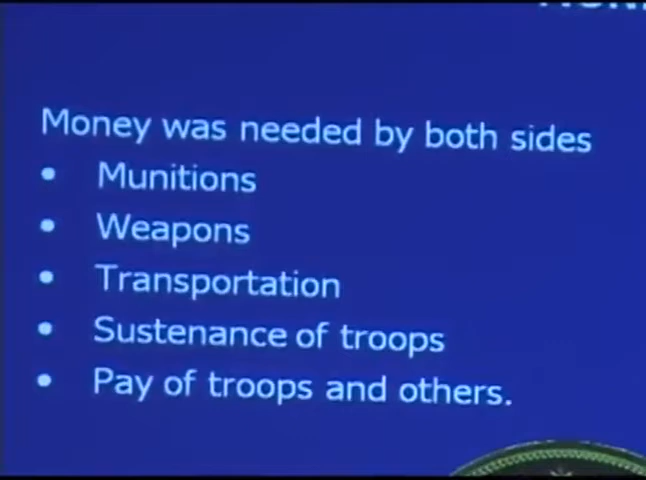 Money was needed by both sides
• Munitions
• Weapons
• Transportation
• Sustenance of troops
• Pay of troops and others.